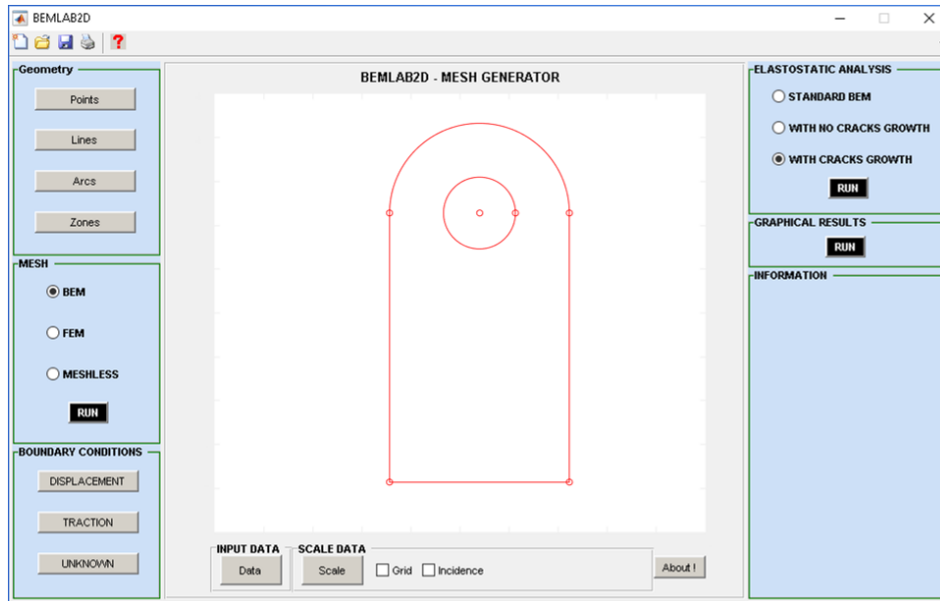 BEMLAB2D
?
Geometry
Points
Lines
Arcs
Zones
MESH
BEM
FEM
MESHLESS
RUN
BOUNDARY CONDITIONS
DISPLACEMENT
TRACTION
UNKNOWN
BEMLAB2D - MESH GENERATOR
INPUT DATA
Data
SCALE DATA
Scale
Grid
Incidence
About !
ELASTOSTATIC ANALYSIS
STANDARD BEM
WITH NO CRACKS GROWTH
WITH CRACKS GROWTH
RUN
GRAPHICAL RESULTS
RUN
INFORMATION